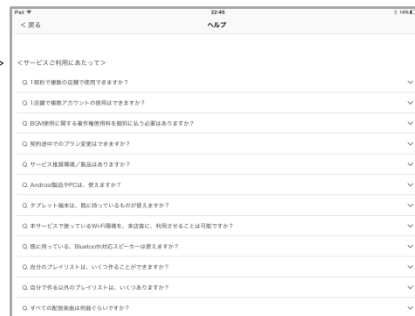 iPad 22:46 14%
< 戻る ヘルプ
＜サービスご利用にあたって＞
Q. 1契約で複数の店舗で使用できますか？
Q. 1店舗で複数アカウントの使用はできますか？
Q. BGM使用に関する著作権使用料を個別に払う必要はありますか？
Q. 契約途中でのプラン変更はできますか？
Q. サービス推奨環境／製品はありますか？
Q. Android製品やPCは、使えますか？
Q. タブレット端末は、既に持っているものが使えますか？
Q. 本サービスで使っているWi-Fi環境を、来店客に、利用させることは可能ですか？
Q. 既に持っている、Bluetooth対応スピーカーは使えますか？
Q. 自分のプレイリストは、いくつ作ることができますか？
Q. 自分で作る以外のプレイリストは、いくつありますか？
Q. すべての配信楽曲は何曲ぐらいですか？